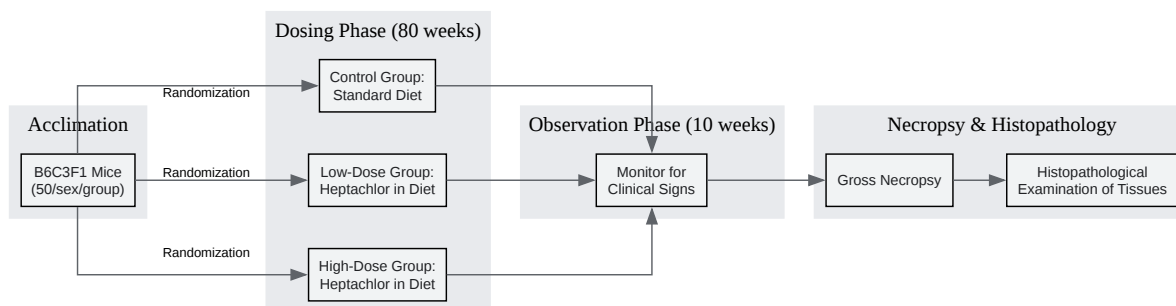 Dosing Phase (80 weeks)
Control Group:
Standard Diet
Randomization
Acclimation
B6C3F1 Mice
(50/sex/group)
Randomization
Low-Dose Group:
Heptachlor in Diet
Randomization
High-Dose Group:
Heptachlor in Diet
Observation Phase (10 weeks)
Monitor for
Clinical Signs
Necropsy & Histopathology
Gross Necropsy
Histopathological
Examination of Tissues